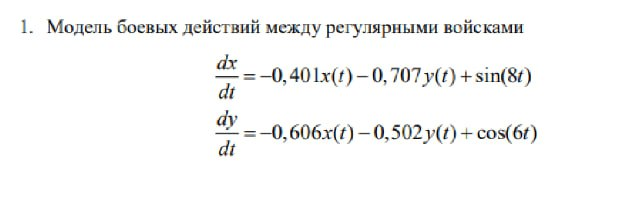 1. Модель боевых действий между регулярными войсками
dx/dt = −0,401x(t) − 0,707y(t) + sin(8t)
dy/dt = −0,606x(t) − 0,502y(t) + cos(6t)